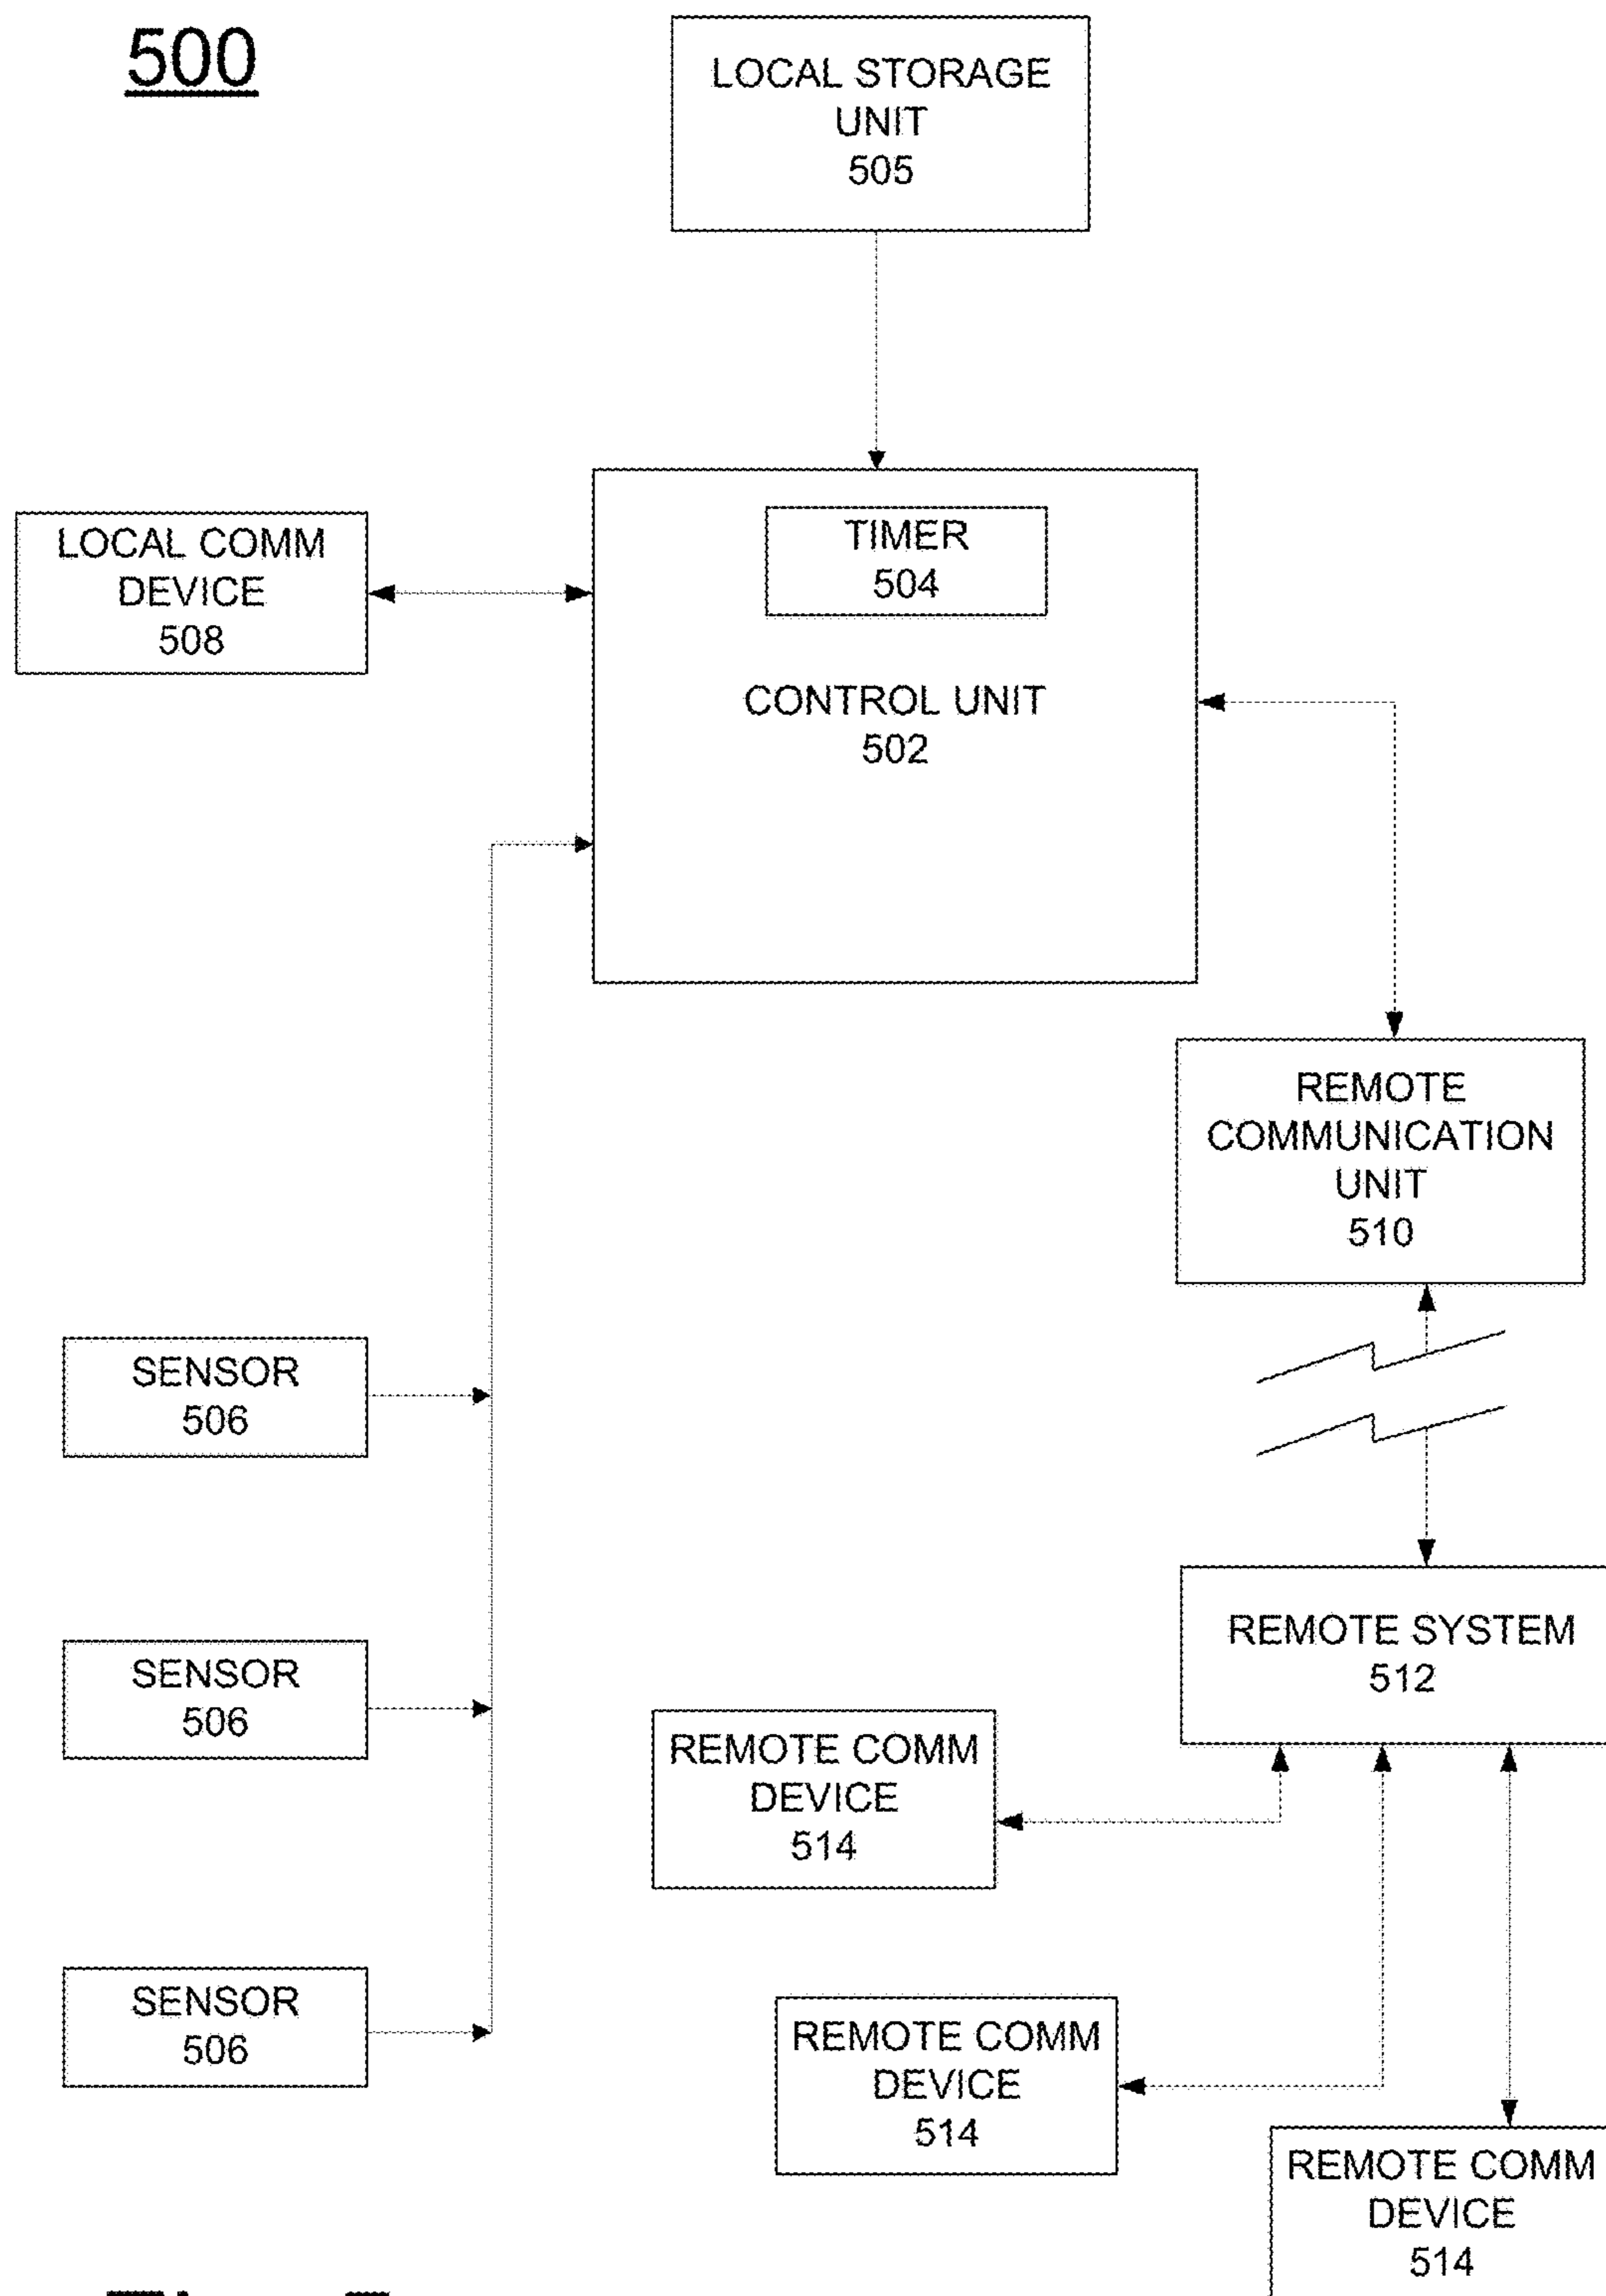 500
LOCAL STORAGE
UNIT
505
LOCAL COMM
DEVICE
508
TIMER
504
CONTROL UNIT
502
REMOTE
COMMUNICATION
UNIT
510
SENSOR
506
SENSOR
506
SENSOR
506
REMOTE SYSTEM
512
REMOTE COMM
DEVICE
514
REMOTE COMM
DEVICE
514
REMOTE COMM
DEVICE
514